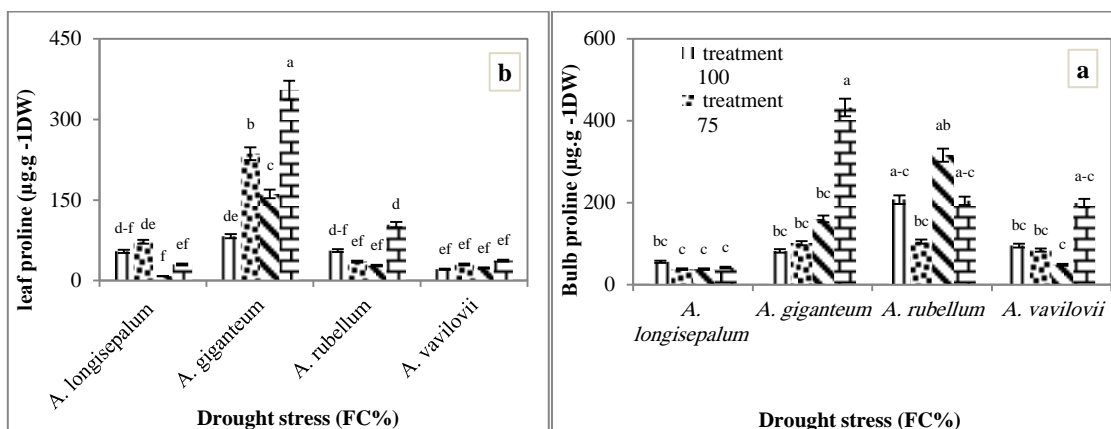 450
b
a
b
c
300
leaf proline (µg.g -1DW)
150
de
d
d-f
de
d-f
f
ef
ef
ef
ef
ef
ef
ef
0
A. longisepalum
A. giganteum
A. rubellum
A. vavilovii
Drought stress (FC%)
600
treatment
100
a
treatment
75
a
ab
400
Bulb proline (µg.g -1DW)
a-c
a-c
a-c
200
bc
bc
bc
bc
bc
bc
bc
c
c
c
c
0
A.
longisepalum
A. giganteum
A. rubellum
A. vavilovii
Drought stress (FC%)